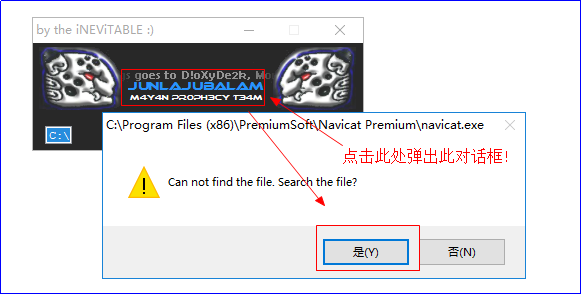 by the iNEViTABLE :)
is goes to D!oXyDe2k, Mo
JUNLAJUBALAM
M4Y4N PR0PH3CY T34M
C:\
C:\Program Files (x86)\PremiumSoft\Navicat Premium\navicat.exe
点击此处弹出此对话框!
Can not find the file. Search the file?
是(Y)
否(N)